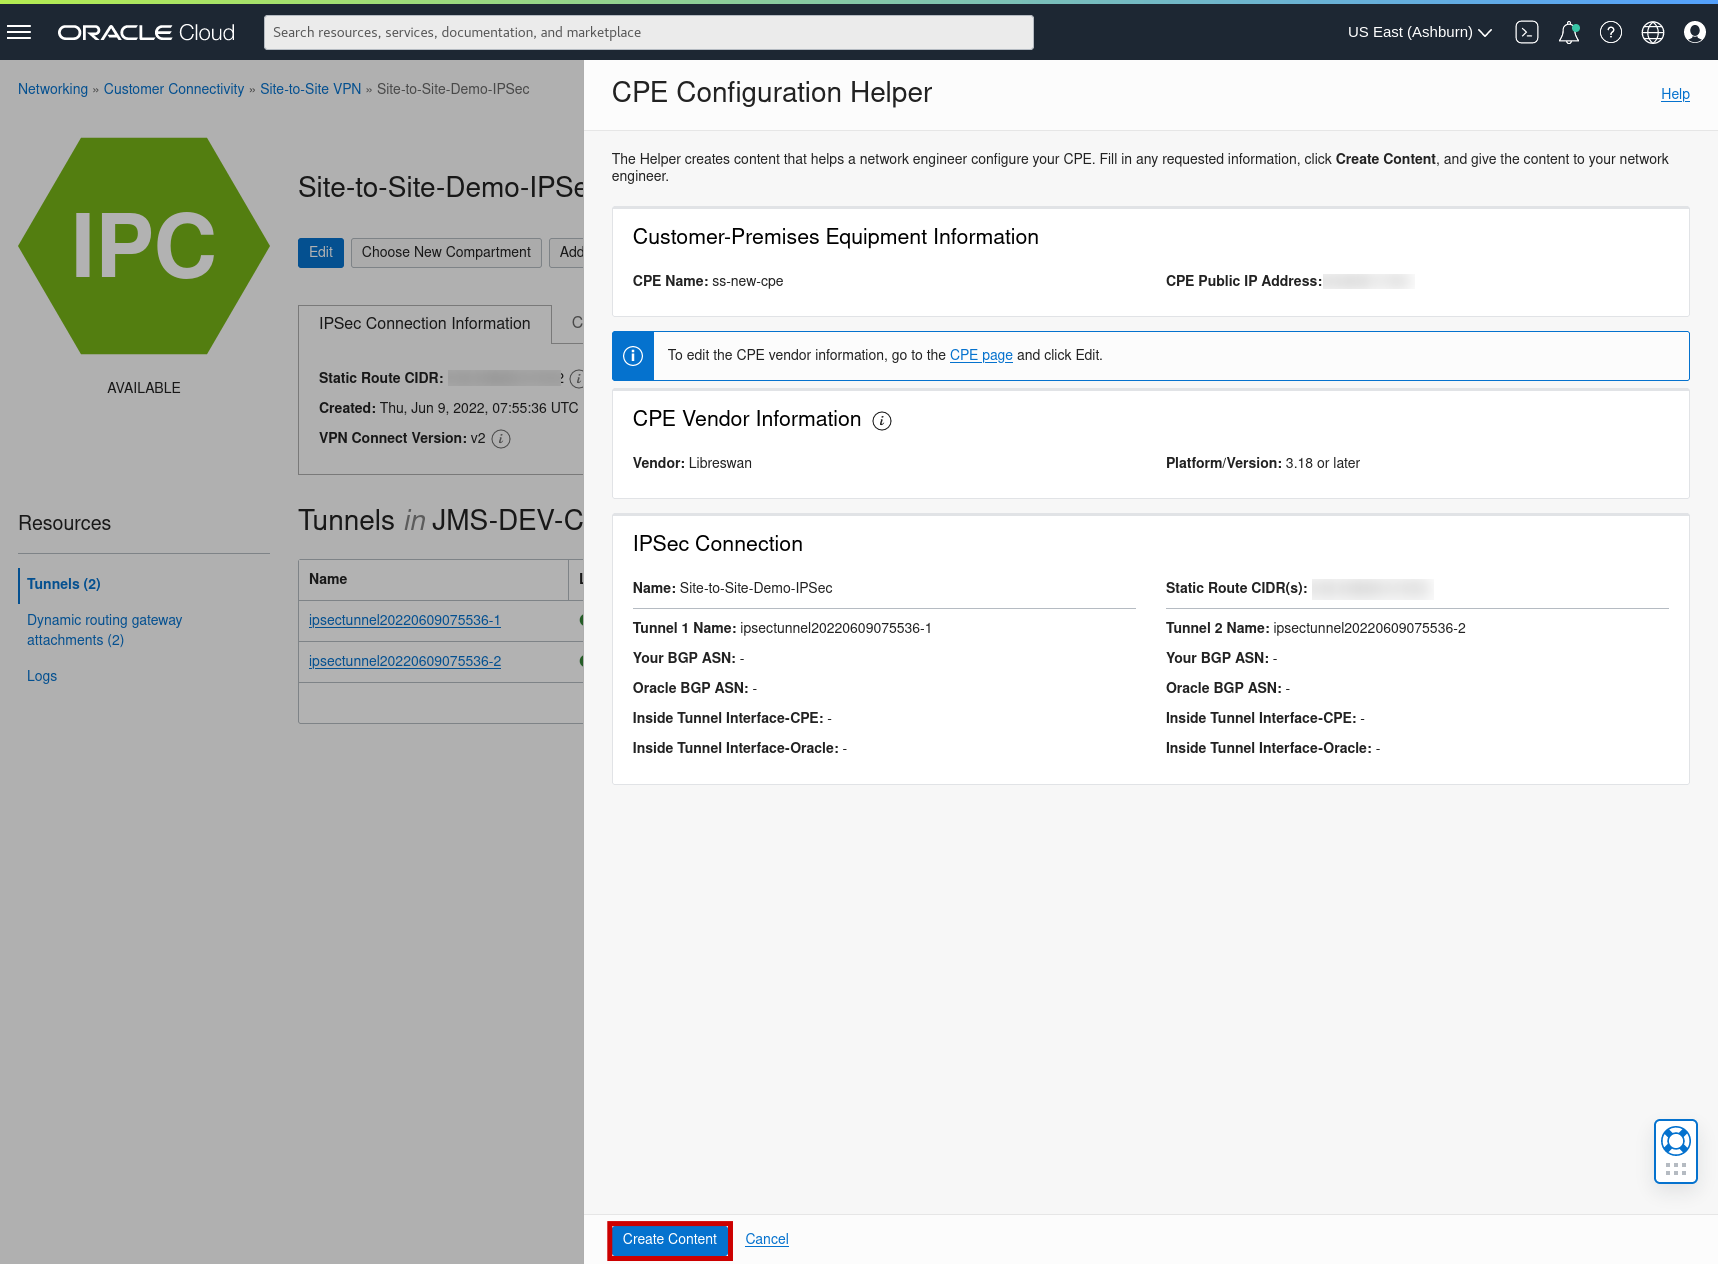 ORACLE Cloud
Search resources, services, documentation, and marketplace
US East (Ashburn)
Networking » Customer Connectivity » Site-to-Site VPN » Site-to-Site-Demo-IPSec
IPC
AVAILABLE
Site-to-Site-Demo-IPSe
Edit
Choose New Compartment
Add
IPSec Connection Information
C
Static Route CIDR:
Created: Thu, Jun 9, 2022, 07:55:36 UTC
VPN Connect Version: v2
Resources
Tunnels (2)
Dynamic routing gateway
attachments (2)
Logs
Tunnels in JMS-DEV-C
Name
ipsectunnel20220609075536-1
ipsectunnel20220609075536-2
CPE Configuration Helper
Help
The Helper creates content that helps a network engineer configure your CPE. Fill in any requested information, click Create Content, and give the content to your network
engineer.
Customer-Premises Equipment Information
CPE Name: ss-new-cpe
CPE Public IP Address:
To edit the CPE vendor information, go to the CPE page and click Edit.
CPE Vendor Information
Vendor: Libreswan
Platform/Version: 3.18 or later
IPSec Connection
Name: Site-to-Site-Demo-IPSec
Static Route CIDR(s):
Tunnel 1 Name: ipsectunnel20220609075536-1
Your BGP ASN: -
Oracle BGP ASN: -
Inside Tunnel Interface-CPE: -
Inside Tunnel Interface-Oracle: -
Tunnel 2 Name: ipsectunnel20220609075536-2
Your BGP ASN: -
Oracle BGP ASN: -
Inside Tunnel Interface-CPE: -
Inside Tunnel Interface-Oracle: -
Create Content
Cancel